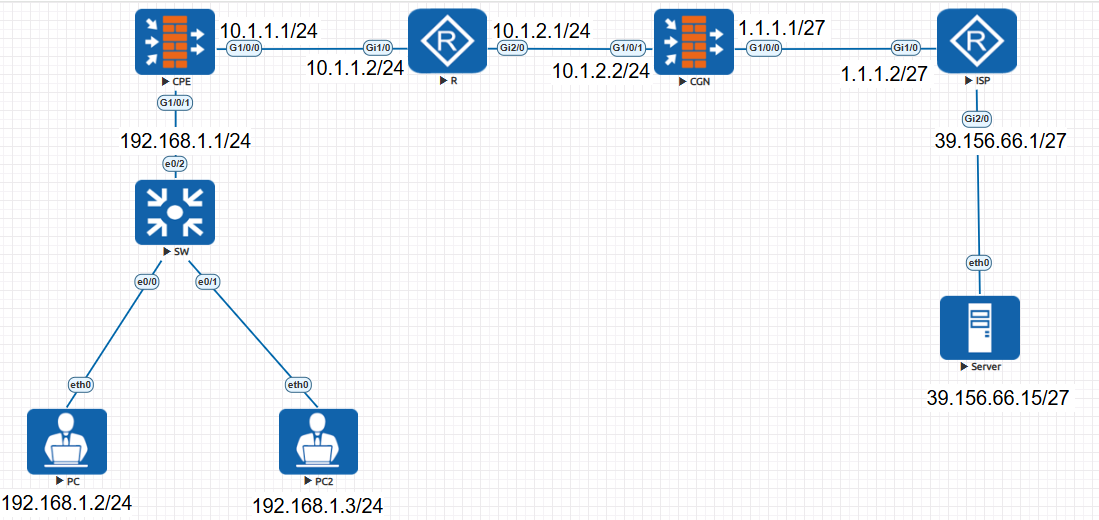 10.1.1.1/24
10.1.2.1/24
1.1.1.1/27
G1/0/0
Gi1/0
Gi2/0
G1/0/1
G1/0/0
Gi1/0
R
R
10.1.1.2/24
10.1.2.2/24
1.1.1.2/27
CPE
R
CGN
ISP
G1/0/1
Gi2/0
192.168.1.1/24
39.156.66.1/27
e0/2
SW
eth0
e0/0
e0/1
Server
eth0
eth0
39.156.66.15/27
PC
PC2
192.168.1.2/24
192.168.1.3/24